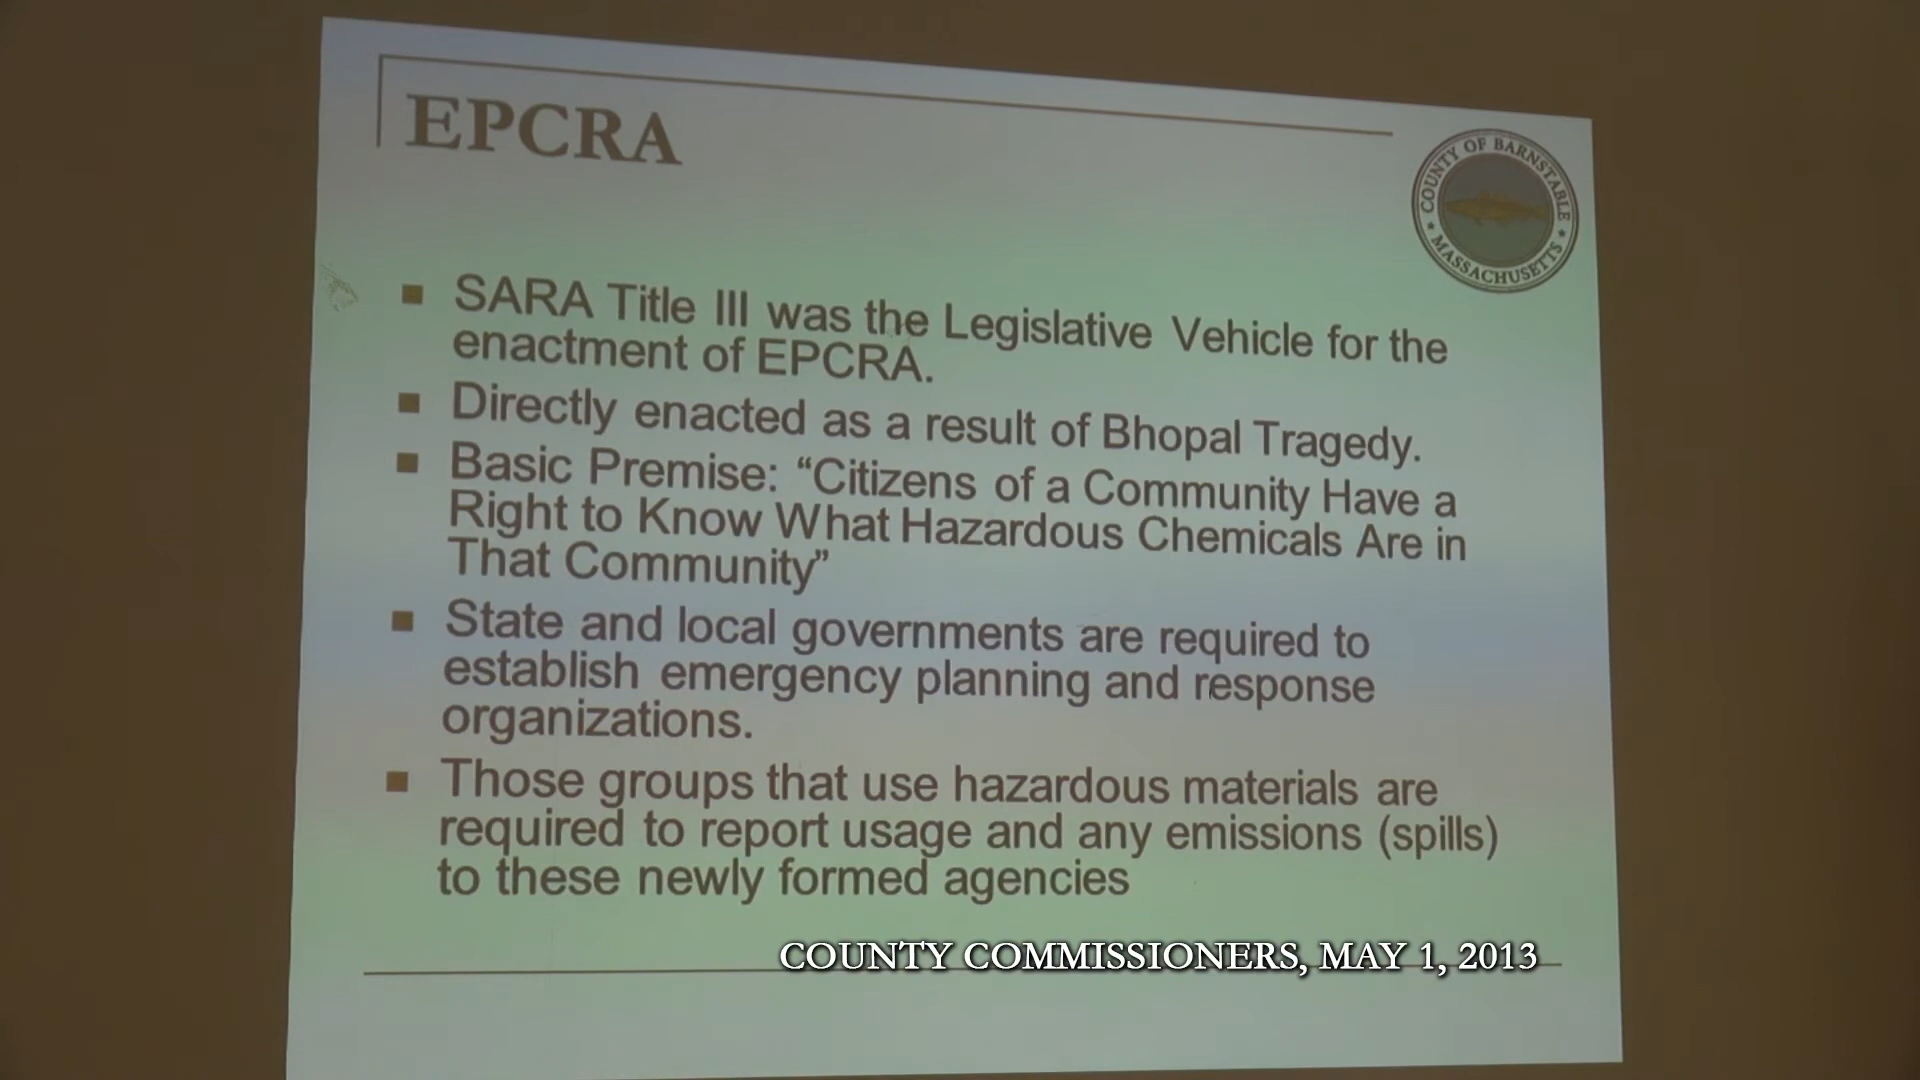 EPCRA
COUNTY OF BARNSTABLE
★ MASSACHUSETTS ★
■ SARA Title III was the Legislative Vehicle for the
enactment of EPCRA.
■ Directly enacted as a result of Bhopal Tragedy.
■ Basic Premise: “Citizens of a Community Have a
Right to Know What Hazardous Chemicals Are in
That Community”
■ State and local governments are required to
establish emergency planning and response
organizations.
■ Those groups that use hazardous materials are
required to report usage and any emissions (spills)
to these newly formed agencies
COUNTY COMMISSIONERS, MAY 1, 2013